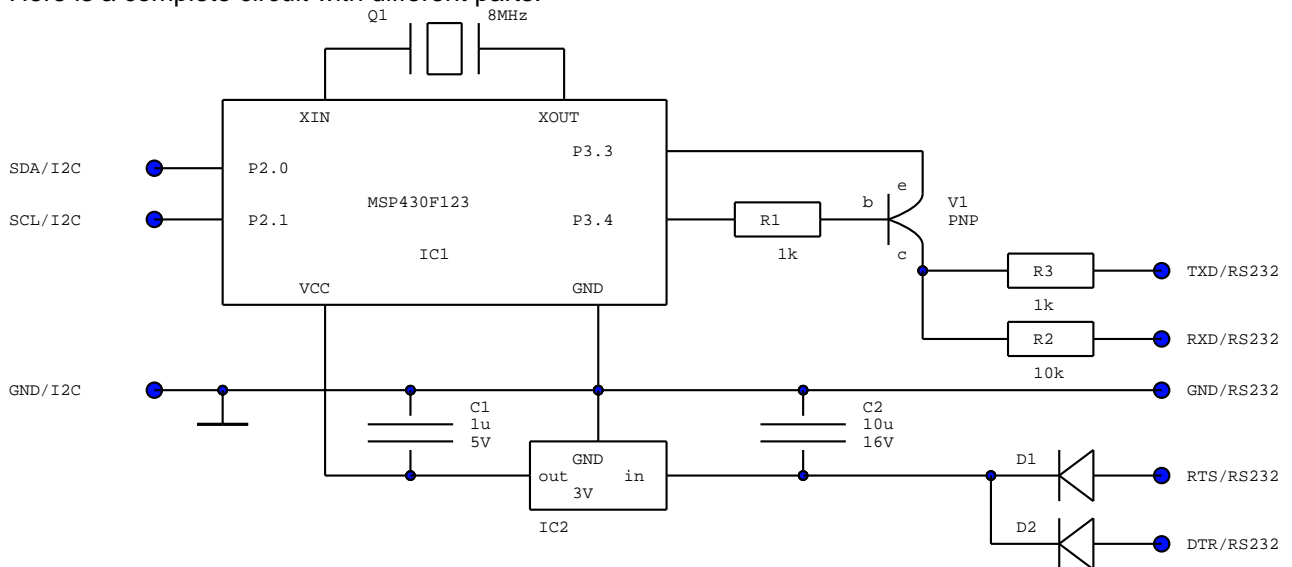 Here is a complete circuit with different parts.
Q1 8MHz
XIN XOUT
P3.3
SDA/I2C P2.0
MSP430F123
e
b V1
PNP
SCL/I2C P2.1 P3.4 R1
1k
IC1 c
R3 TXD/RS232
VCC GND
1k
R2 RXD/RS232
10k
GND/I2C GND/RS232
C1 C2
1u 10u
5V 16V
GND D1
out in RTS/RS232
3V
IC2 D2
DTR/RS232